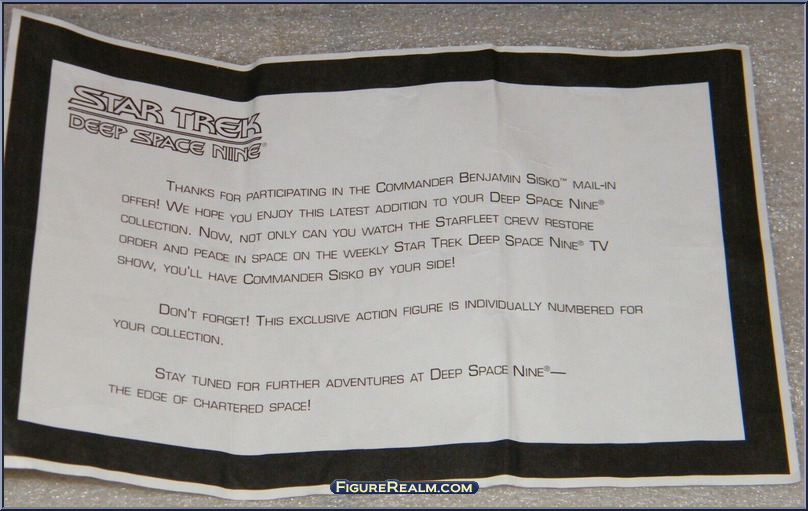 STAR TREK
DEEP SPACE NINE®
THANKS FOR PARTICIPATING IN THE COMMANDER BENJAMIN SISKO™ MAIL-IN
OFFER! WE HOPE YOU ENJOY THIS LATEST ADDITION TO YOUR DEEP SPACE NINE®
COLLECTION. NOW, NOT ONLY CAN YOU WATCH THE STARFLEET CREW RESTORE
ORDER AND PEACE IN SPACE ON THE WEEKLY STAR TREK DEEP SPACE NINE® TV
SHOW, YOU'LL HAVE COMMANDER SISKO BY YOUR SIDE!
DON'T FORGET! THIS EXCLUSIVE ACTION FIGURE IS INDIVIDUALLY NUMBERED FOR
YOUR COLLECTION.
STAY TUNED FOR FURTHER ADVENTURES AT DEEP SPACE NINE®—
THE EDGE OF CHARTERED SPACE!
FIGUREREALM.COM